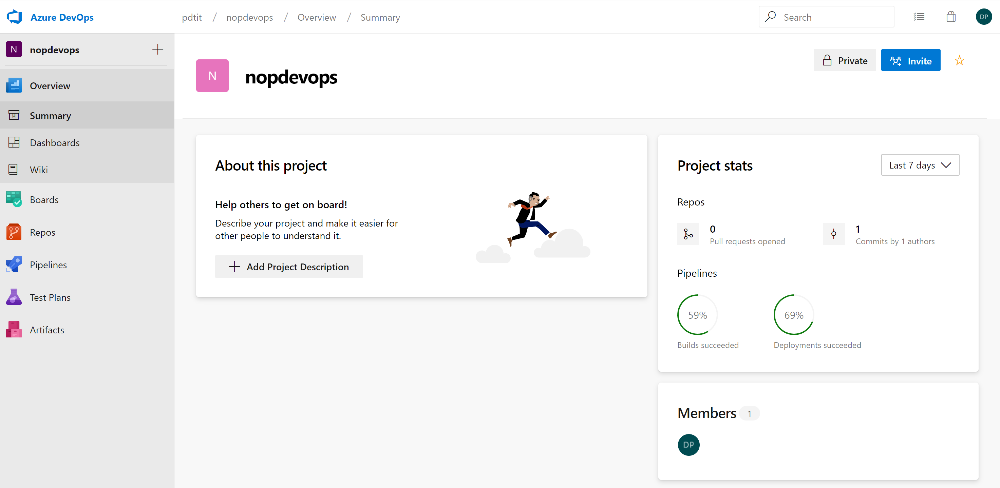 Azure DevOps
pdtit / nopdevops / Overview / Summary
Search
DP
N nopdevops
Overview
Summary
Dashboards
Wiki
Boards
Repos
Pipelines
Test Plans
Artifacts
N
nopdevops
Private
Invite
About this project
Help others to get on board!
Describe your project and make it easier for
other people to understand it.
Add Project Description
Project stats
Last 7 days
Repos
0
Pull requests opened
1
Commits by 1 authors
Pipelines
59%
Builds succeeded
69%
Deployments succeeded
Members 1
DP